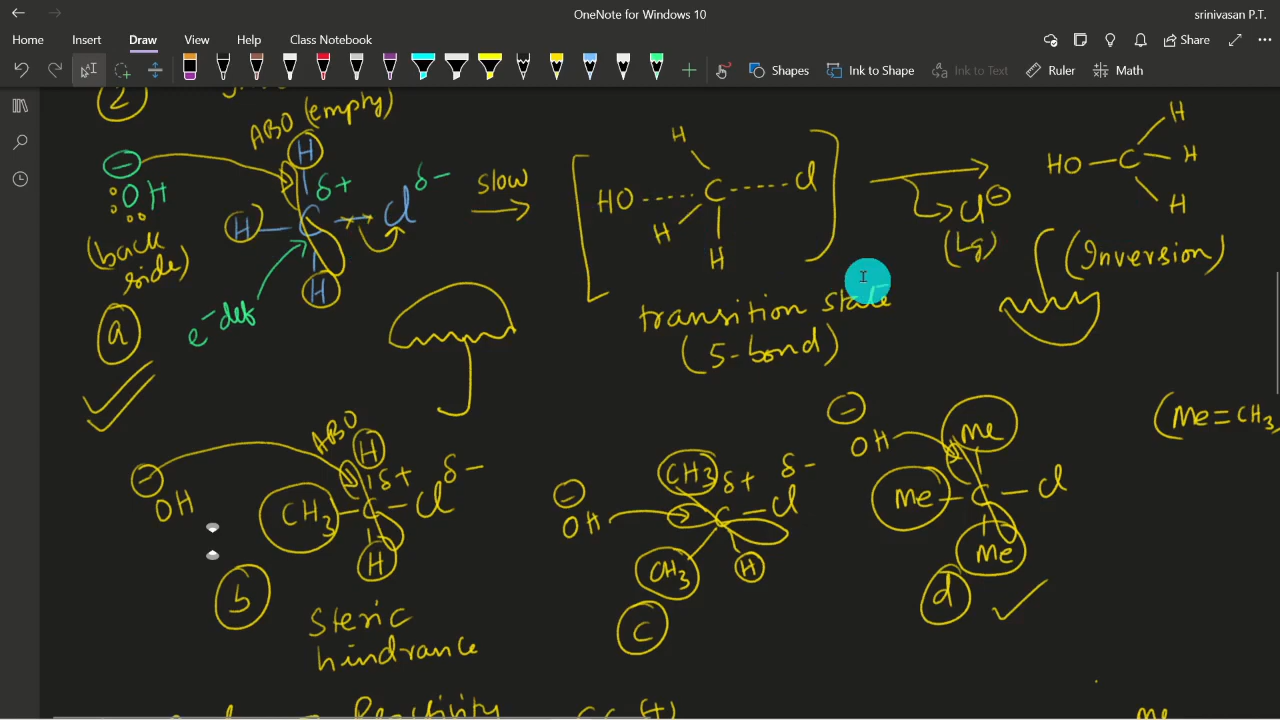 OneNote for Windows 10
srinivasan P.T.
Home Insert Draw View Help Class Notebook
Share
Shapes Ink to Shape Ink to Text Ruler Math
2
ABO (empty)
⊖
OH
H
δ+
δ-
H — C — Cl
H
(back side)
e⁻ def
a
slow
H
HO ---- C ---- Cl
H
H
transition state
(5-bond)
Cl⊖
(Lg)
H
HO — C — H
H
(Inversion)
(Me = CH3
⊖
OH
ABO
H
δ+
δ-
CH3 — C — Cl
H
b
Steric
hindrance
⊖
OH
CH3
δ+
δ-
C — Cl
CH3
H
C
⊖
OH
Me
Me — C — Cl
Me
d
Reactivity
Me